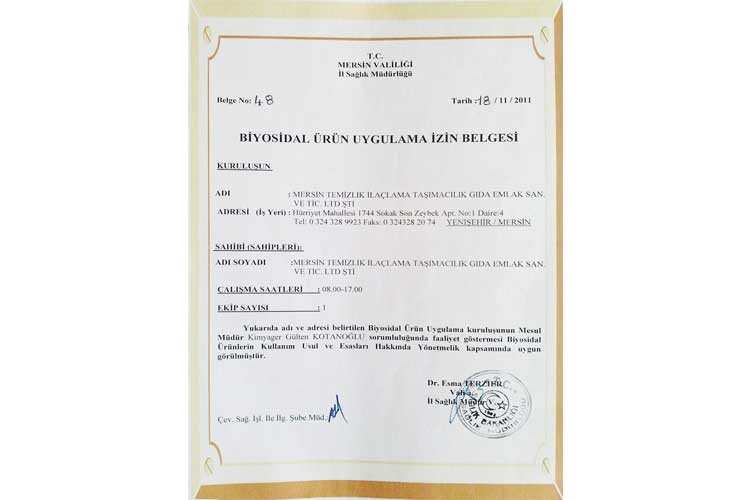 T.C.
MERSİN VALİLİĞİ
İl Sağlık Müdürlüğü
Belge No: 48 Tarih :18 / 11 / 2011
BİYOSİDAL ÜRÜN UYGULAMA İZİN BELGESİ
KURULUŞUN
ADI : MERSİN TEMİZLİK İLAÇLAMA TAŞIMACILIK GIDA EMLAK SAN.
VE TİC. LTD ŞTİ
ADRESİ (İş Yeri) : Hürriyet Mahallesi 1744 Sokak Son Zeybek Apt. No:1 Daire:4
Tel: 0 324 328 9923 Faks: 0 324328 20 74 YENİŞEHİR / MERSİN
SAHİBİ (SAHİPLERİ):
ADI SOYADI :MERSİN TEMİZLİK İLAÇLAMA TAŞIMACILIK GIDA EMLAK SAN.
VE TİC. LTD ŞTİ
ÇALIŞMA SAATLERİ : 08.00-17.00
EKİP SAYISI : 1
Yukarıda adı ve adresi belirtilen Biyosidal Ürün Uygulama kuruluşunun Mesul
Müdür Kimyager Gülten KOTANOĞLU sorumluluğunda faaliyet göstermesi Biyosidal
Ürünlerin Kullanım Usul ve Esasları Hakkında Yönetmelik kapsamında uygun
görülmüştür.
Dr. Esma TERZİER
Vali a.
İl Sağlık Müdür V.
Çev. Sağ. İşl. İle İlg. Şube Müd.
T.C.
SAĞLIK BAKANLIĞI